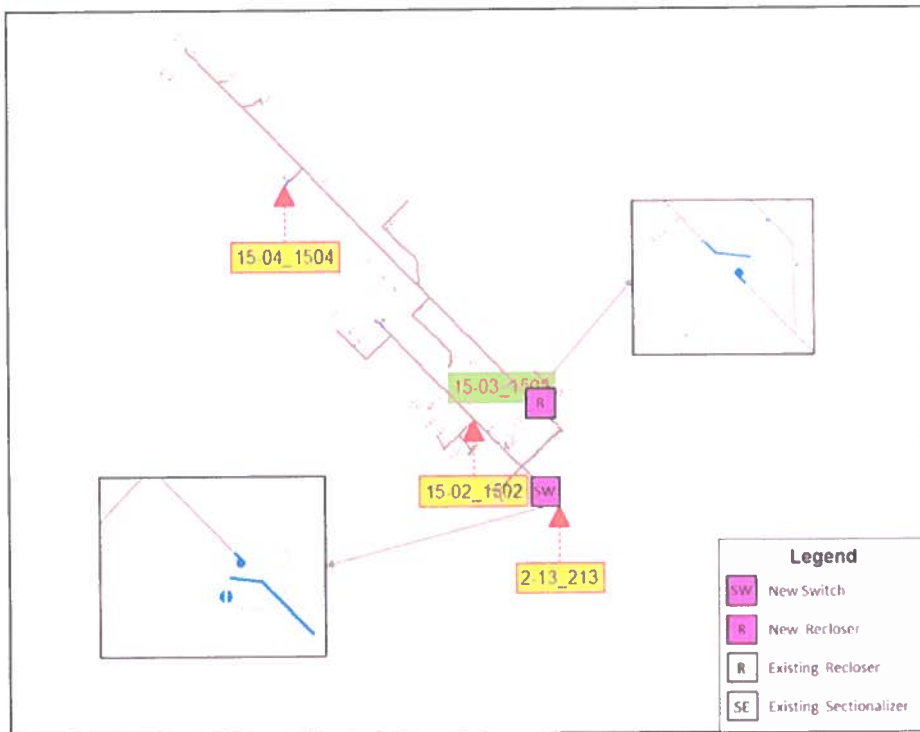 15-04_1504
15-03_
R
15-02_1502
SW
2-13_213
Legend
SW New Switch
R New Recloser
R Existing Recloser
SE Existing Sectionalizer